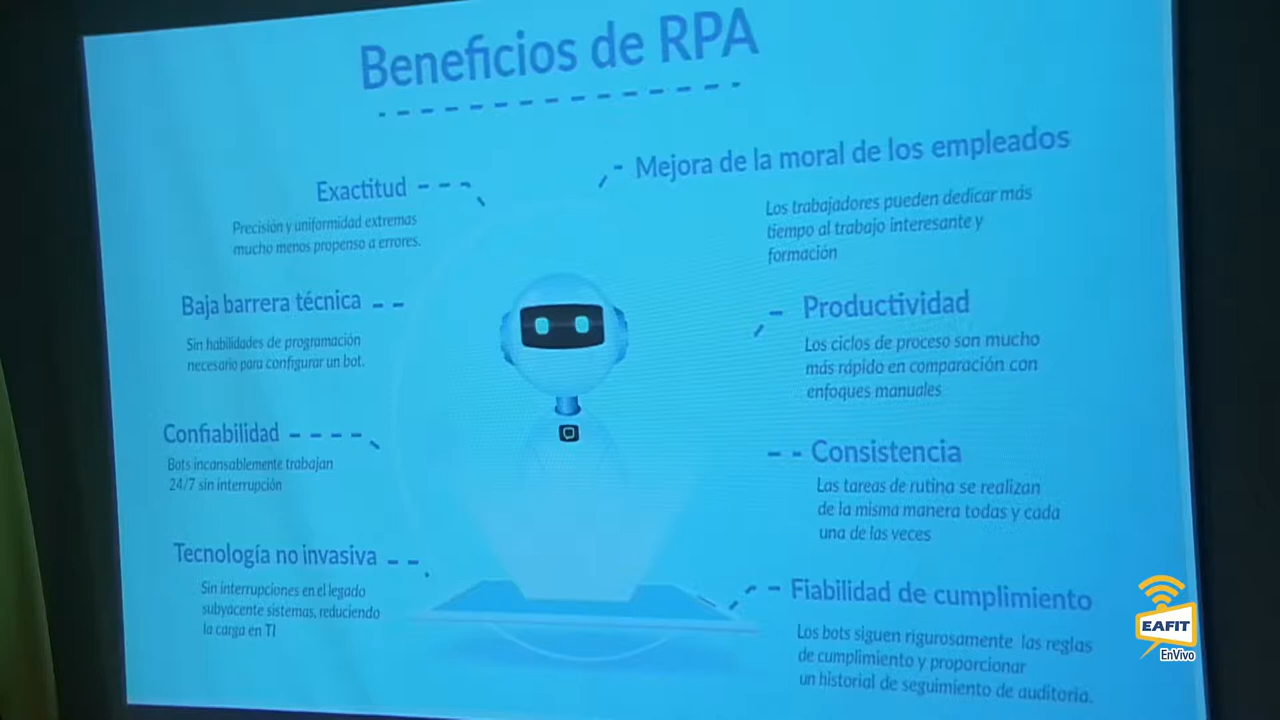 Beneficios de RPA
Exactitud
Precisión y uniformidad extremas
mucho menos propenso a errores.
Baja barrera técnica
Sin habilidades de programación
necesario para configurar un bot.
Confiabilidad
Bots incansablemente trabajan
24/7 sin interrupción
Tecnología no invasiva
Sin interrupciones en el legado
subyacente sistemas, reduciendo
la carga en TI
Mejora de la moral de los empleados
Los trabajadores pueden dedicar más
tiempo al trabajo interesante y
formación
Productividad
Los ciclos de proceso son mucho
más rápido en comparación con
enfoques manuales
Consistencia
Las tareas de rutina se realizan
de la misma manera todas y cada
una de las veces
Fiabilidad de cumplimiento
Los bots siguen rigurosamente las reglas
de cumplimiento y proporcionar
un historial de seguimiento de auditoria.
EAFIT
EnVivo